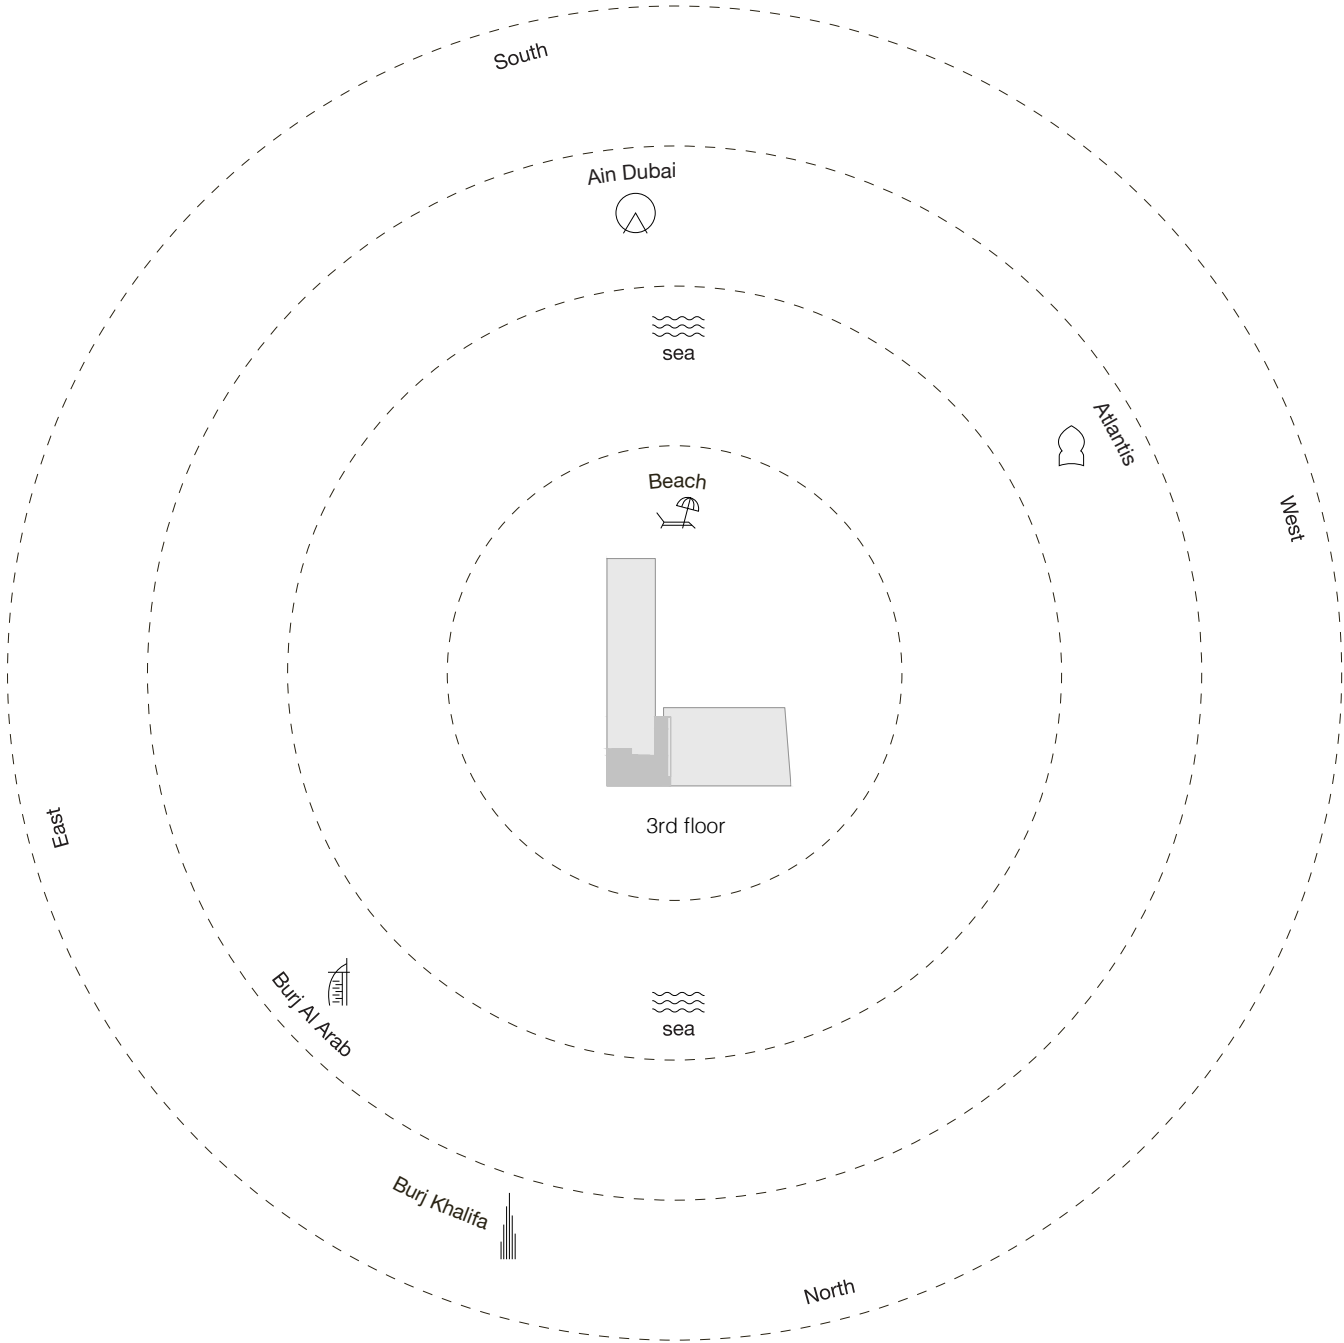 South
Ain Dubai
sea
Atlantis
Beach
West
3rd floor
East
Burj Al Arab
sea
Burj Khalifa
North